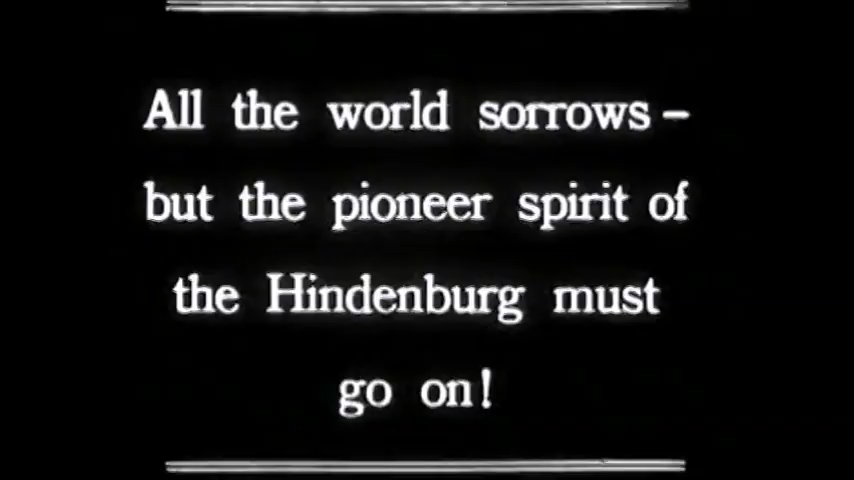 All the world sorrows –
but the pioneer spirit of
the Hindenburg must
go on!